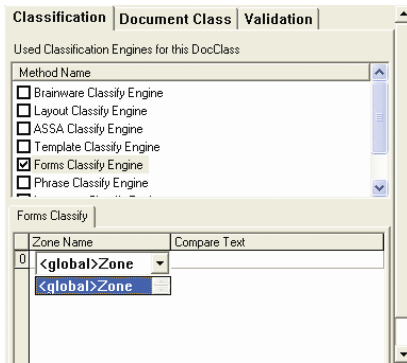 Classification Document Class Validation
Used Classification Engines for this DocClass
Method Name
Brainware Classify Engine
Layout Classify Engine
ASSA Classify Engine
Template Classify Engine
Forms Classify Engine
Phrase Classify Engine
Forms Classify
Zone Name Compare Text
0 <global>Zone
<global>Zone